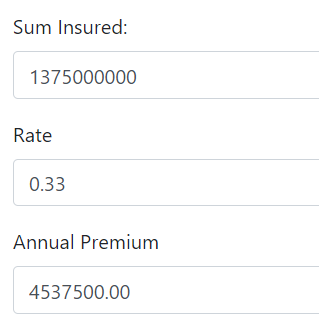 Sum Insured:
1375000000
Rate
0.33
Annual Premium
4537500.00